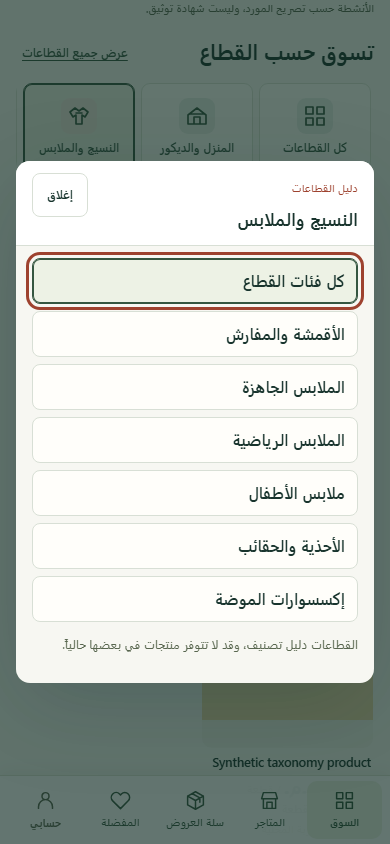 الأنشطة حسب تصريح المورد، وليست شهادة توثيق.
تسوق حسب القطاع
عرض جميع القطاعات
كل القطاعات
المنزل والديكور
النسيج والملابس
دليل القطاعات
إغلاق
النسيج والملابس
كل فئات القطاع
الأقمشة والمفارش
الملابس الجاهزة
الملابس الرياضية
ملابس الأطفال
الأحذية والحقائب
إكسسوارات الموضة
القطاعات دليل تصنيف، وقد لا تتوفر منتجات في بعضها حالياً.
Synthetic taxonomy product
السوق
المتاجر
سلة العروض
المفضلة
حسابي